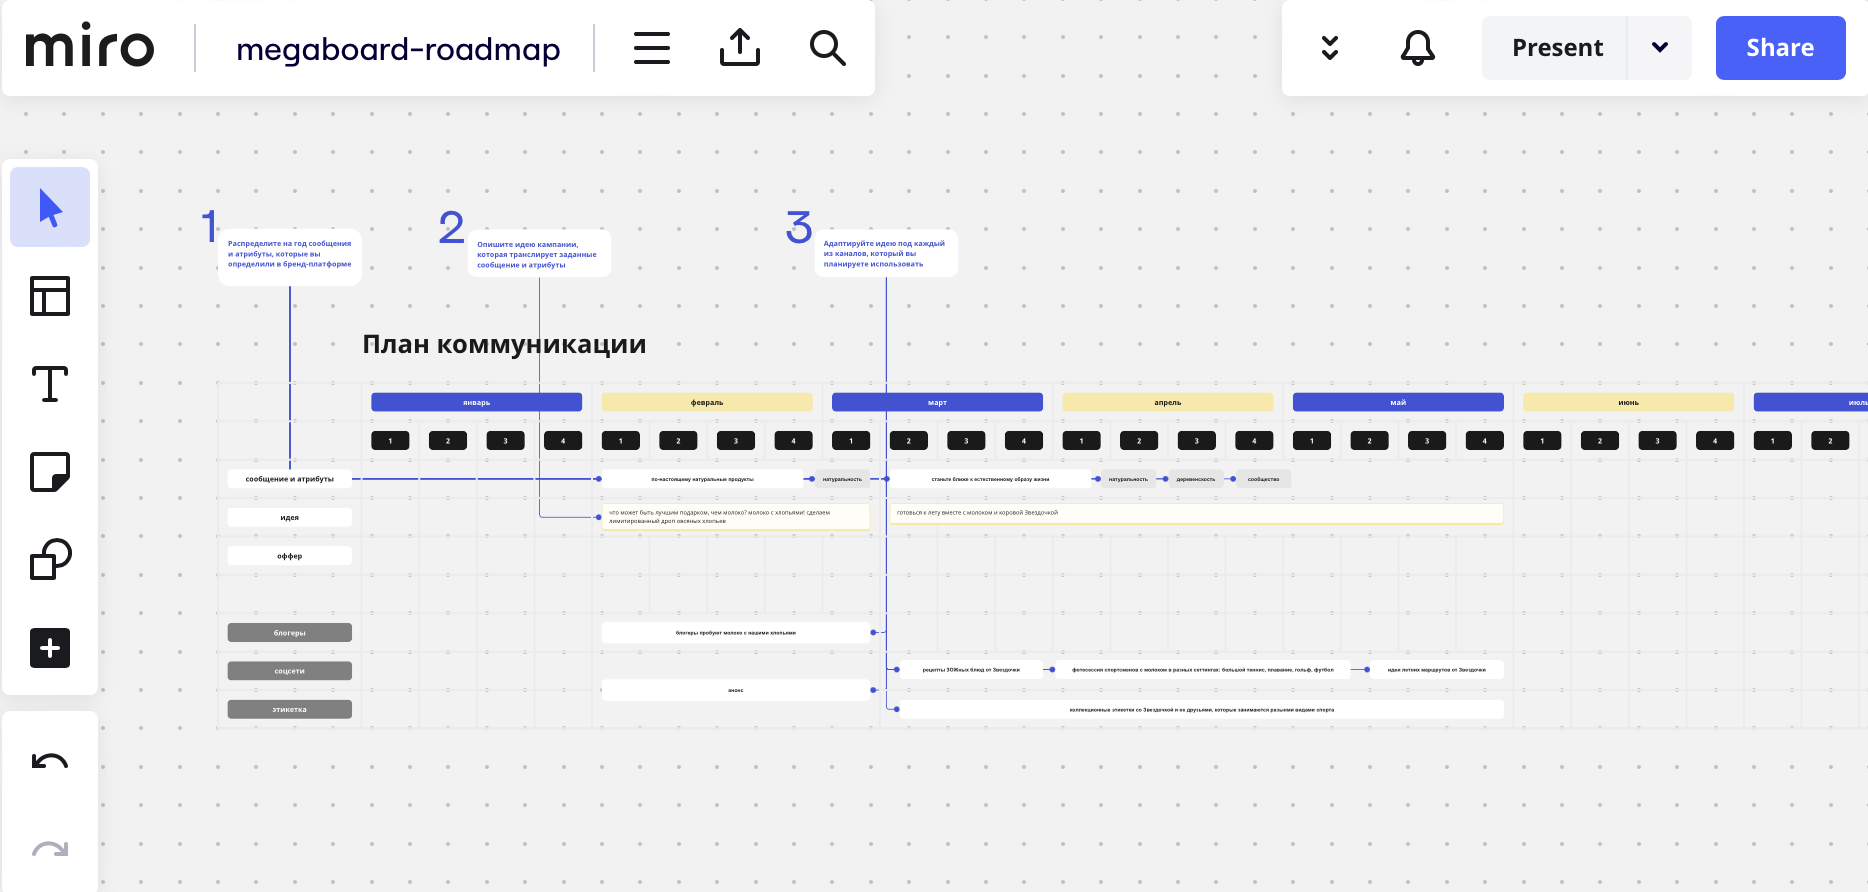 miro
megaboard-roadmap
Present
Share
1
Распределите на год сообщения
и атрибуты, которые вы
определили в бренд-платформе
2
Опишите идею кампании,
которая транслирует заданные
сообщение и атрибуты
3
Адаптируйте идею под каждый
из каналов, который вы
планируете использовать
План коммуникации
январь февраль март апрель май июнь июль
1 2 3 4 1 2 3 4 1 2 3 4 1 2 3 4 1 2 3 4 1 2 3 4 1 2
сообщение и атрибуты по-настоящему натуральные продукты натуральность станьте ближе к естественному образу жизни натуральность деревенскость сообщество
идея
что может быть лучшим подарком, чем молоко? молоко с хлопьями! сделаем
лимитированный дроп овсяных хлопьев
готовься к лету вместе с молоком и коровой Звездочкой
оффер
блогеры блогеры пробуют молоко с нашими хлопьями
соцсети рецепты ЗОЖных блюд от Звездочки фотосессия спортсменов с молоком в разных сеттингах: большой теннис, плавание, гольф, футбол идеи летних маршрутов от Звездочки
анонс
этикетка коллекционные этикетки со Звездочкой и ее друзьями, которые занимаются разными видами спорта